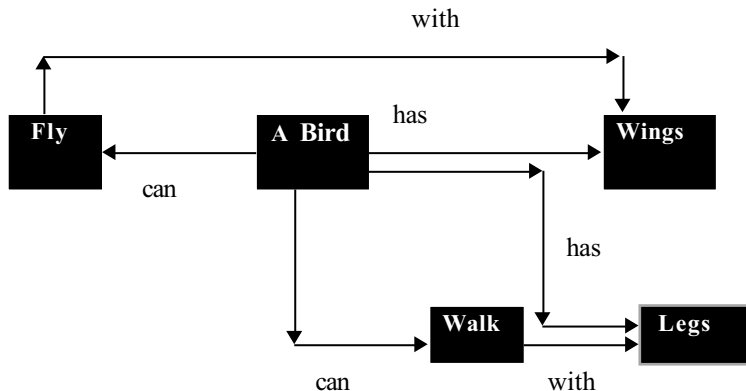 with
Fly
A Bird
has
Wings
can
has
Walk
Legs
can
with